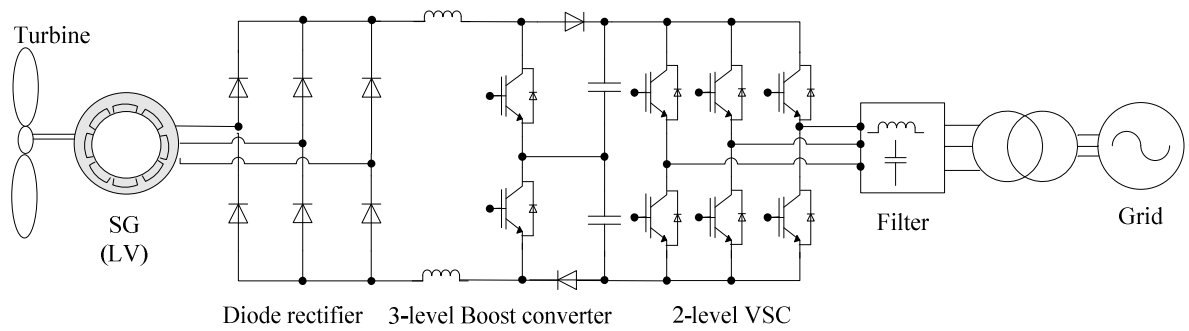 Turbine
SG
(LV)
Filter
Grid
Diode rectifier
3-level Boost converter
2-level VSC